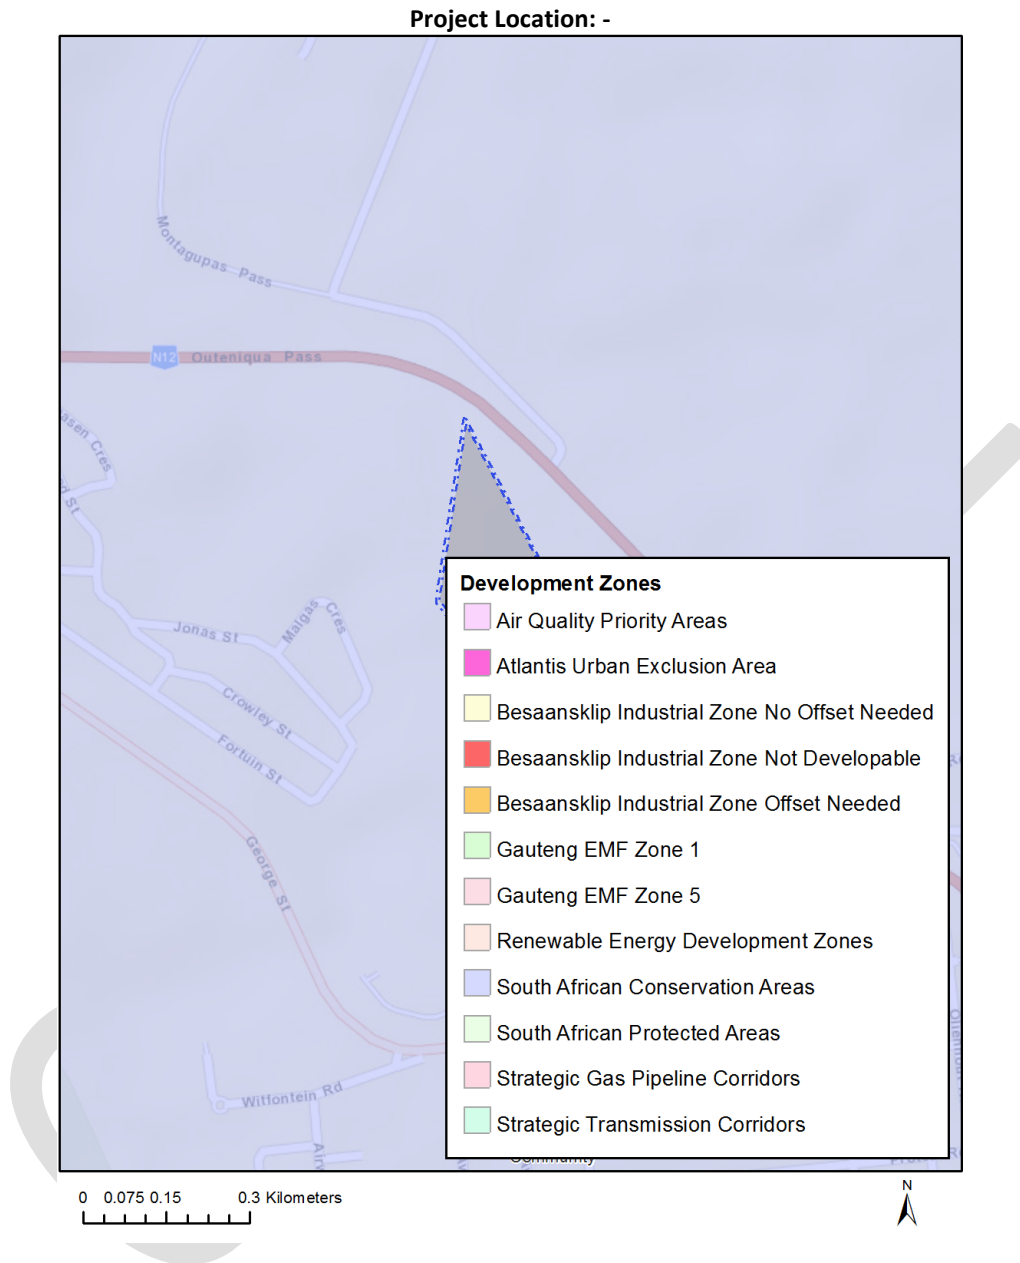 Project Location: -
Montagupas Pass
N12 Outeniqua Pass
asen Cres
d St
Jonas St
Malgas Cres
Crowley St
Fortuin St
George St
Witfontein Rd
Development Zones
Air Quality Priority Areas
Atlantis Urban Exclusion Area
Besaansklip Industrial Zone No Offset Needed
Besaansklip Industrial Zone Not Developable
Besaansklip Industrial Zone Offset Needed
Gauteng EMF Zone 1
Gauteng EMF Zone 5
Renewable Energy Development Zones
South African Conservation Areas
South African Protected Areas
Strategic Gas Pipeline Corridors
Strategic Transmission Corridors
Community
0 0.075 0.15 0.3 Kilometers
N